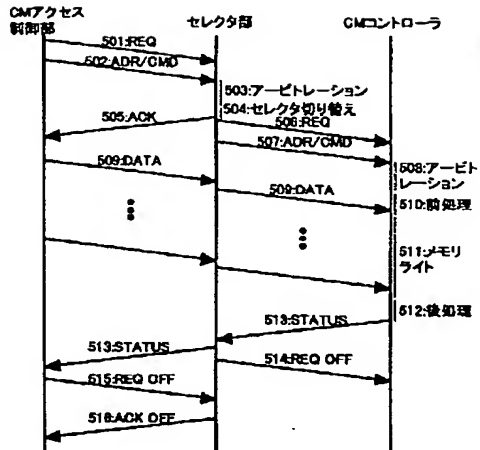 CMアクセス
制御部
セレクタ部
CMコントローラ
501:REQ
502:ADR/CMD
503:アービトレーション
504:セレクタ切り替え
505:ACK
506:REQ
507:ADR/CMD
508:アービト
レーション
509:DATA
509:DATA
510:前処理
511:メモリ
ライト
512:後処理
513:STATUS
513:STATUS
514:REQ OFF
515:REQ OFF
516:ACK OFF